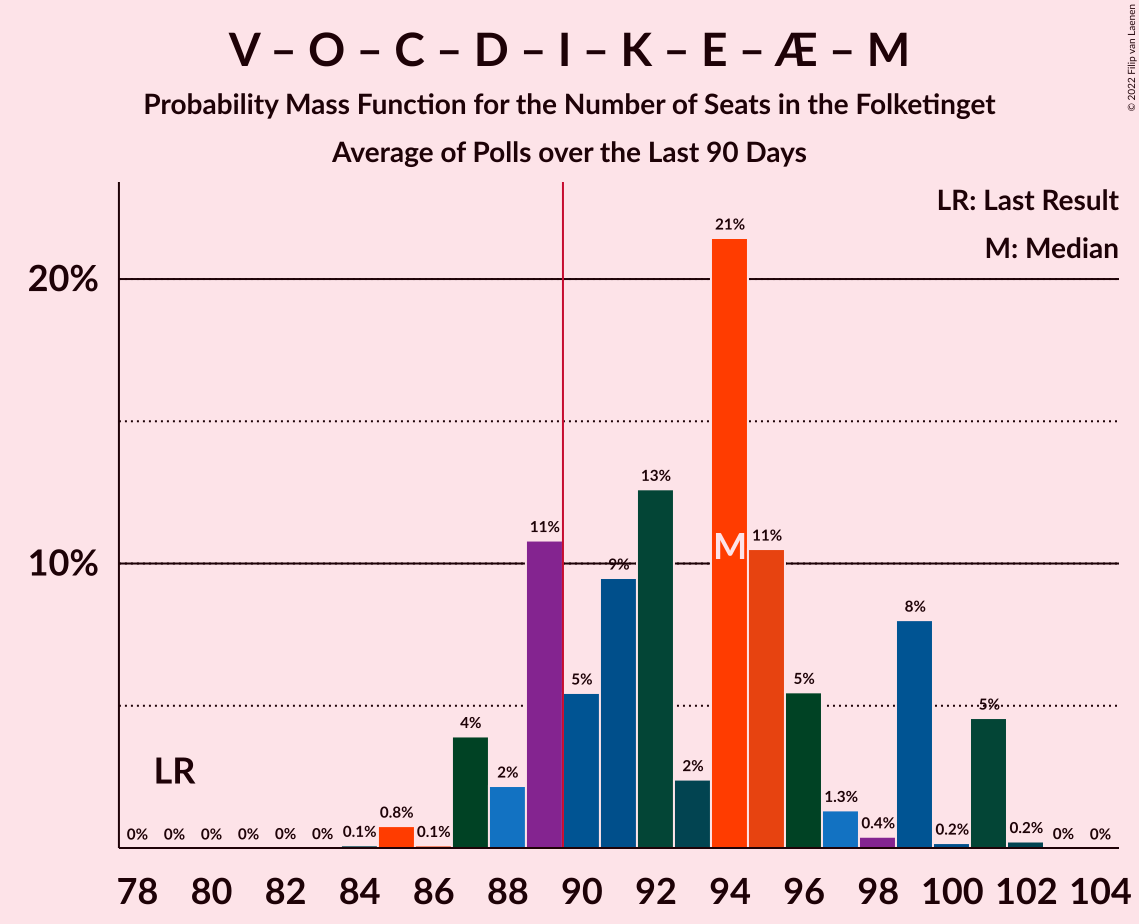 V – O – C – D – I – K – E – Æ – M
Probability Mass Function for the Number of Seats in the Folketinget
Average of Polls over the Last 90 Days
© 2022 Filip van Laenen
LR: Last Result
M: Median
20%
10%
LR
M
0% 0% 0% 0% 0% 0% 0.1% 0.8% 0.1% 4% 2% 11% 5% 9% 13% 2% 21% 11% 5% 1.3% 0.4% 8% 0.2% 5% 0.2% 0% 0%
78 80 82 84 86 88 90 92 94 96 98 100 102 104